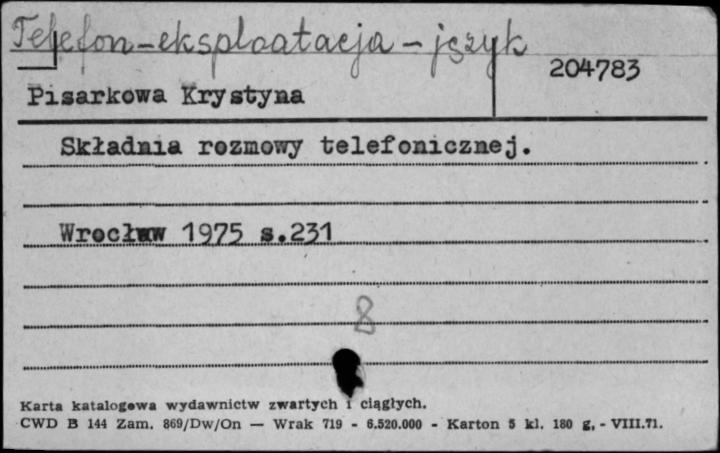 Telefon-eksploatacja-język
204783
Pisarkowa Krystyna
Składnia rozmowy telefonicznej.
Wrocław 1975 s.231
8
Karta katalogowa wydawnictw zwartych i ciągłych.
CWD B 144 Zam. 869/Dw/On — Wrak 719 - 6.520.000 - Karton 5 kl. 180 g, - VIII.71.